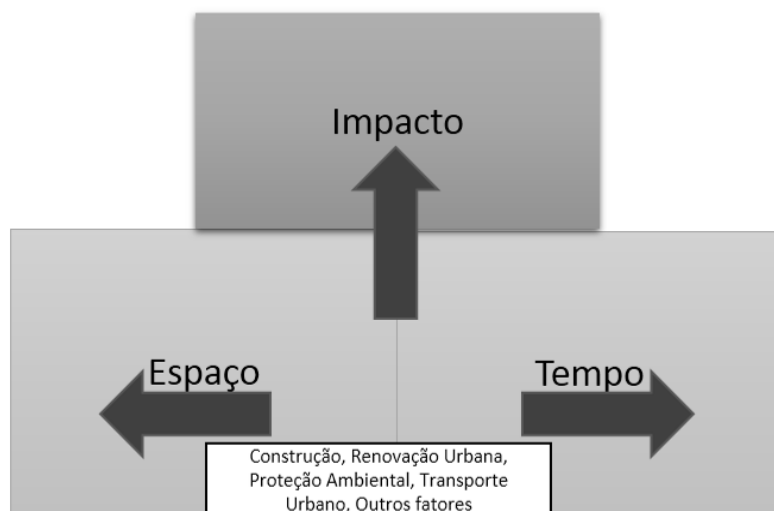 Impacto
Espaço
Tempo
Construção, Renovação Urbana,
Proteção Ambiental, Transporte
Urbano, Outros fatores